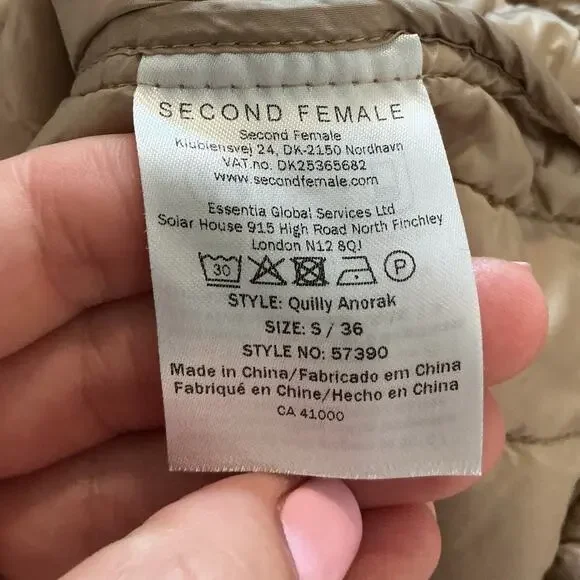 SECOND FEMALE
Second Female
Klubiensvej 24, DK-2150 Nordhavn
VAT.no. DK25365682
www.secondfemale.com
Essentia Global Services Ltd
Solar House 915 High Road North Finchley
London N12 8QJ
30 P
STYLE: Quilly Anorak
SIZE: S / 36
STYLE NO: 57390
Made in China/Fabricado em China
Fabriqué en Chine/Hecho en China
CA 41000